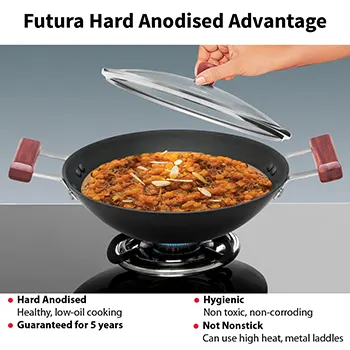 Futura Hard Anodised Advantage
● Hard Anodised
Healthy, low-oil cooking
● Guaranteed for 5 years
● Hygienic
Non toxic, non-corroding
● Not Nonstick
Can use high heat, metal laddles